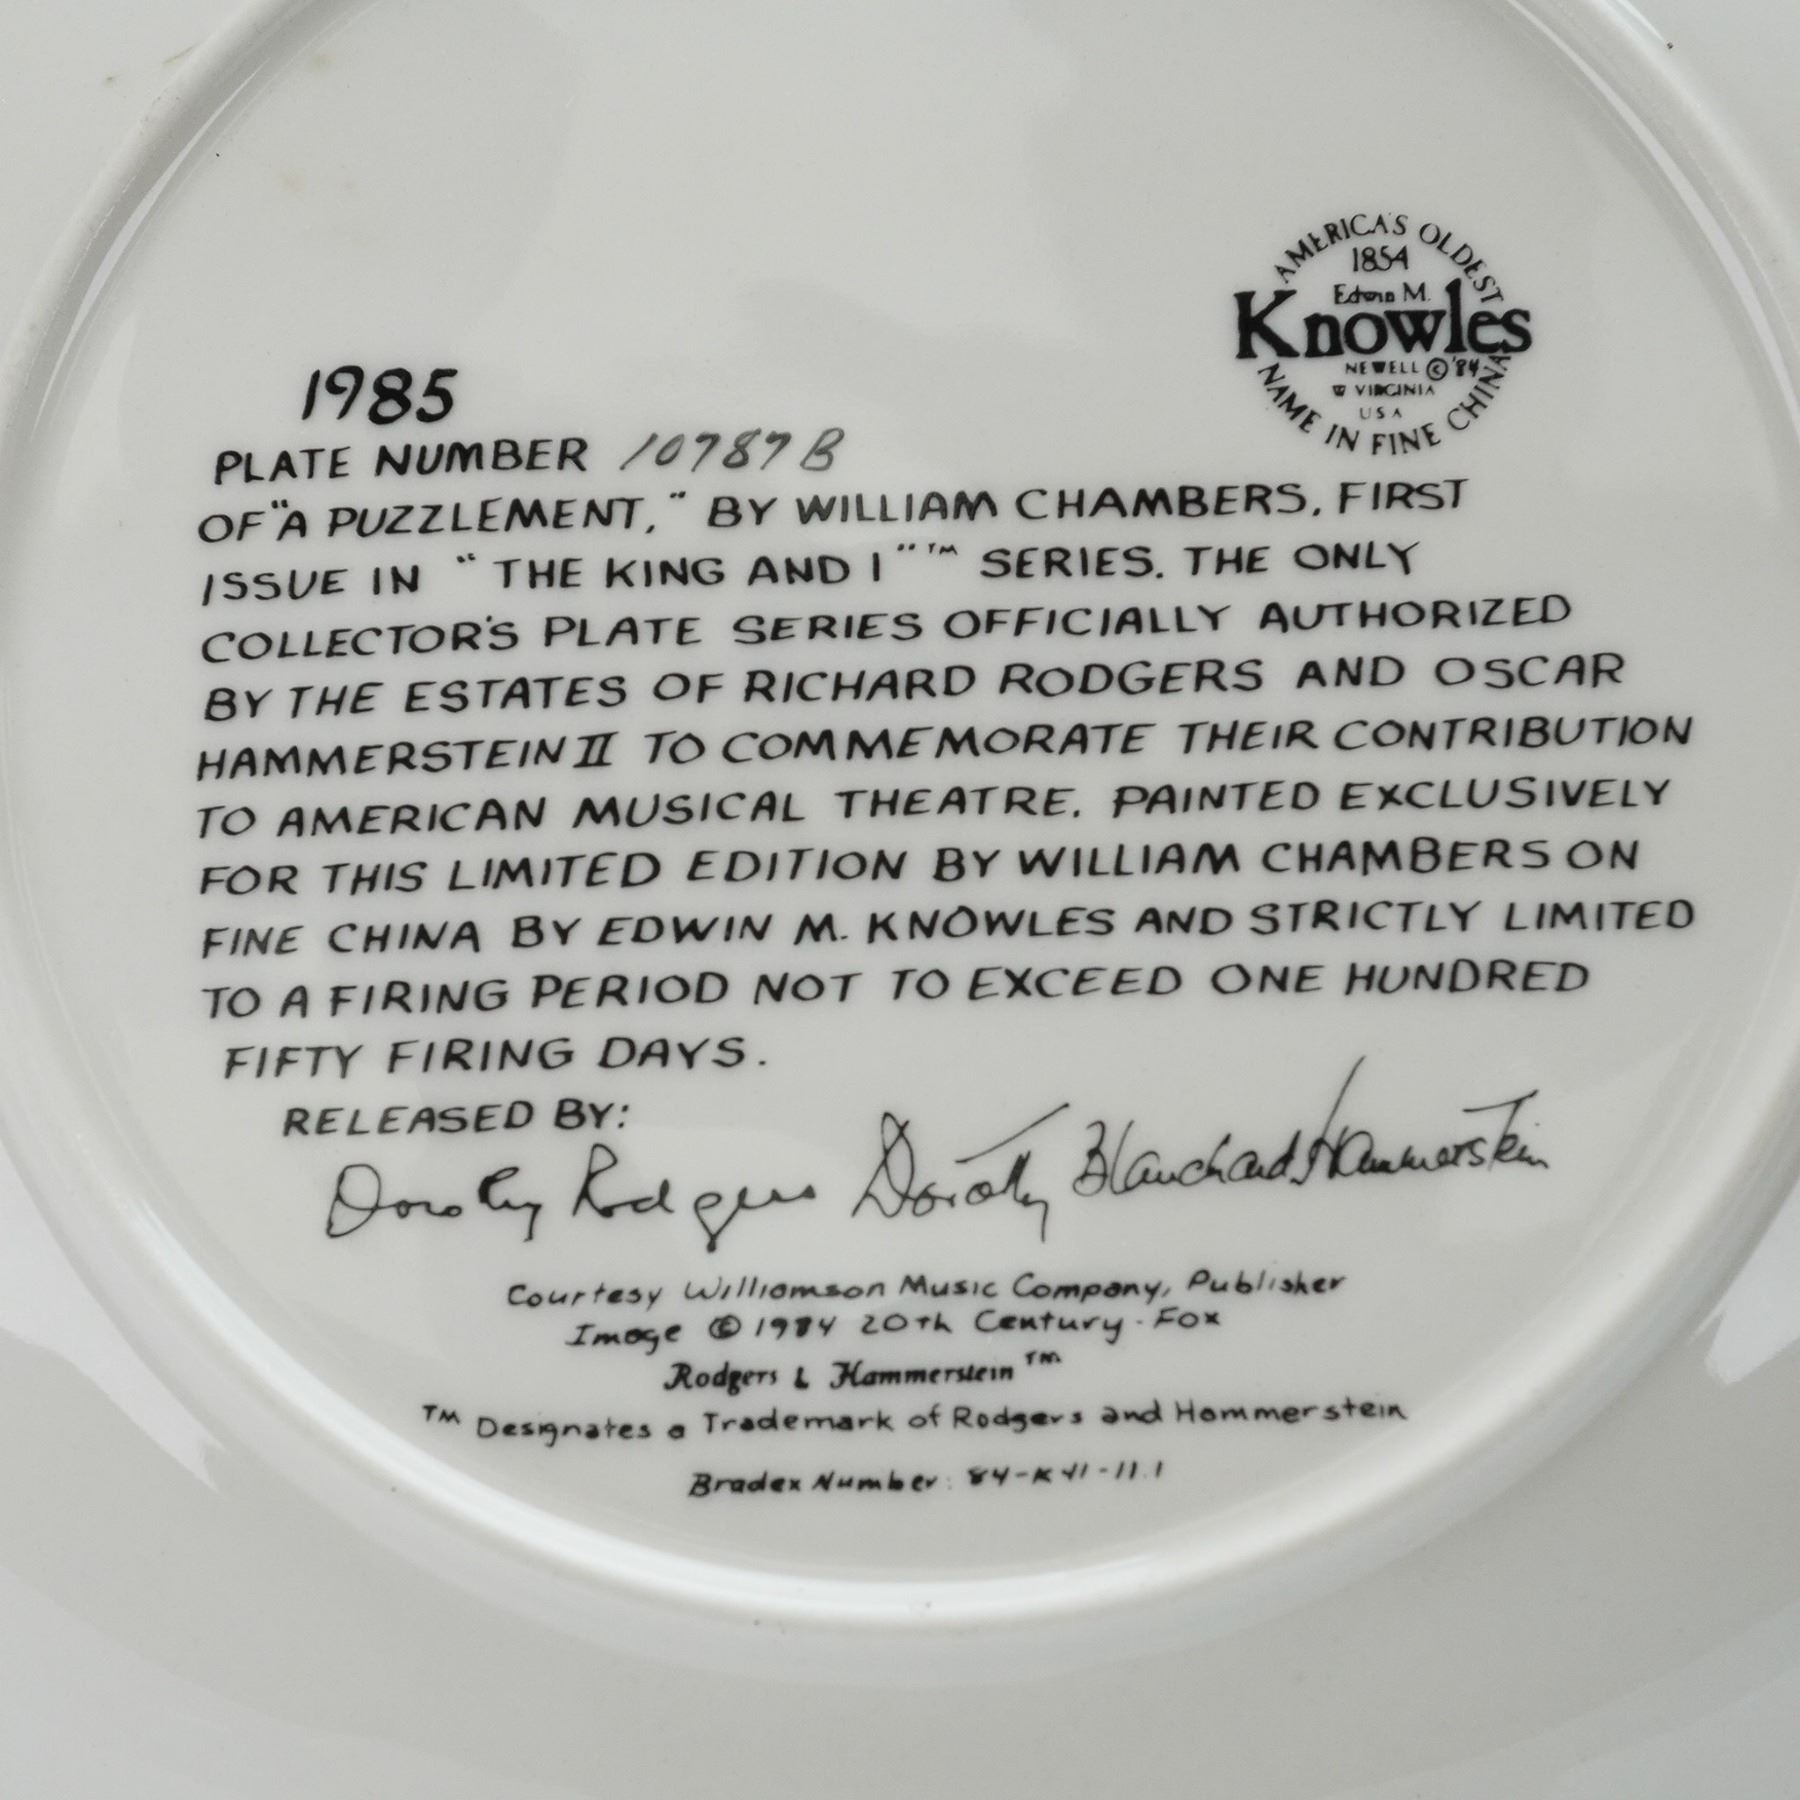 AMERICA'S OLDEST
1854
Edwin M.
Knowles
NEWELL © '84
W VIRGINIA
USA
NAME IN FINE CHINA
1985
PLATE NUMBER 10787B
OF "A PUZZLEMENT," BY WILLIAM CHAMBERS, FIRST
ISSUE IN "THE KING AND I"™ SERIES. THE ONLY
COLLECTOR'S PLATE SERIES OFFICIALLY AUTHORIZED
BY THE ESTATES OF RICHARD RODGERS AND OSCAR
HAMMERSTEIN II TO COMMEMORATE THEIR CONTRIBUTION
TO AMERICAN MUSICAL THEATRE. PAINTED EXCLUSIVELY
FOR THIS LIMITED EDITION BY WILLIAM CHAMBERS ON
FINE CHINA BY EDWIN M. KNOWLES AND STRICTLY LIMITED
TO A FIRING PERIOD NOT TO EXCEED ONE HUNDRED
FIFTY FIRING DAYS.
RELEASED BY:
Dorothy Rodgers Dorothy Blanchard Hammerstein
Courtesy Williamson Music Company, Publisher
Image © 1984 20th Century-Fox
Rodgers & Hammerstein™
™ Designates a Trademark of Rodgers and Hammerstein
Bradex Number: 84-K41-11.1